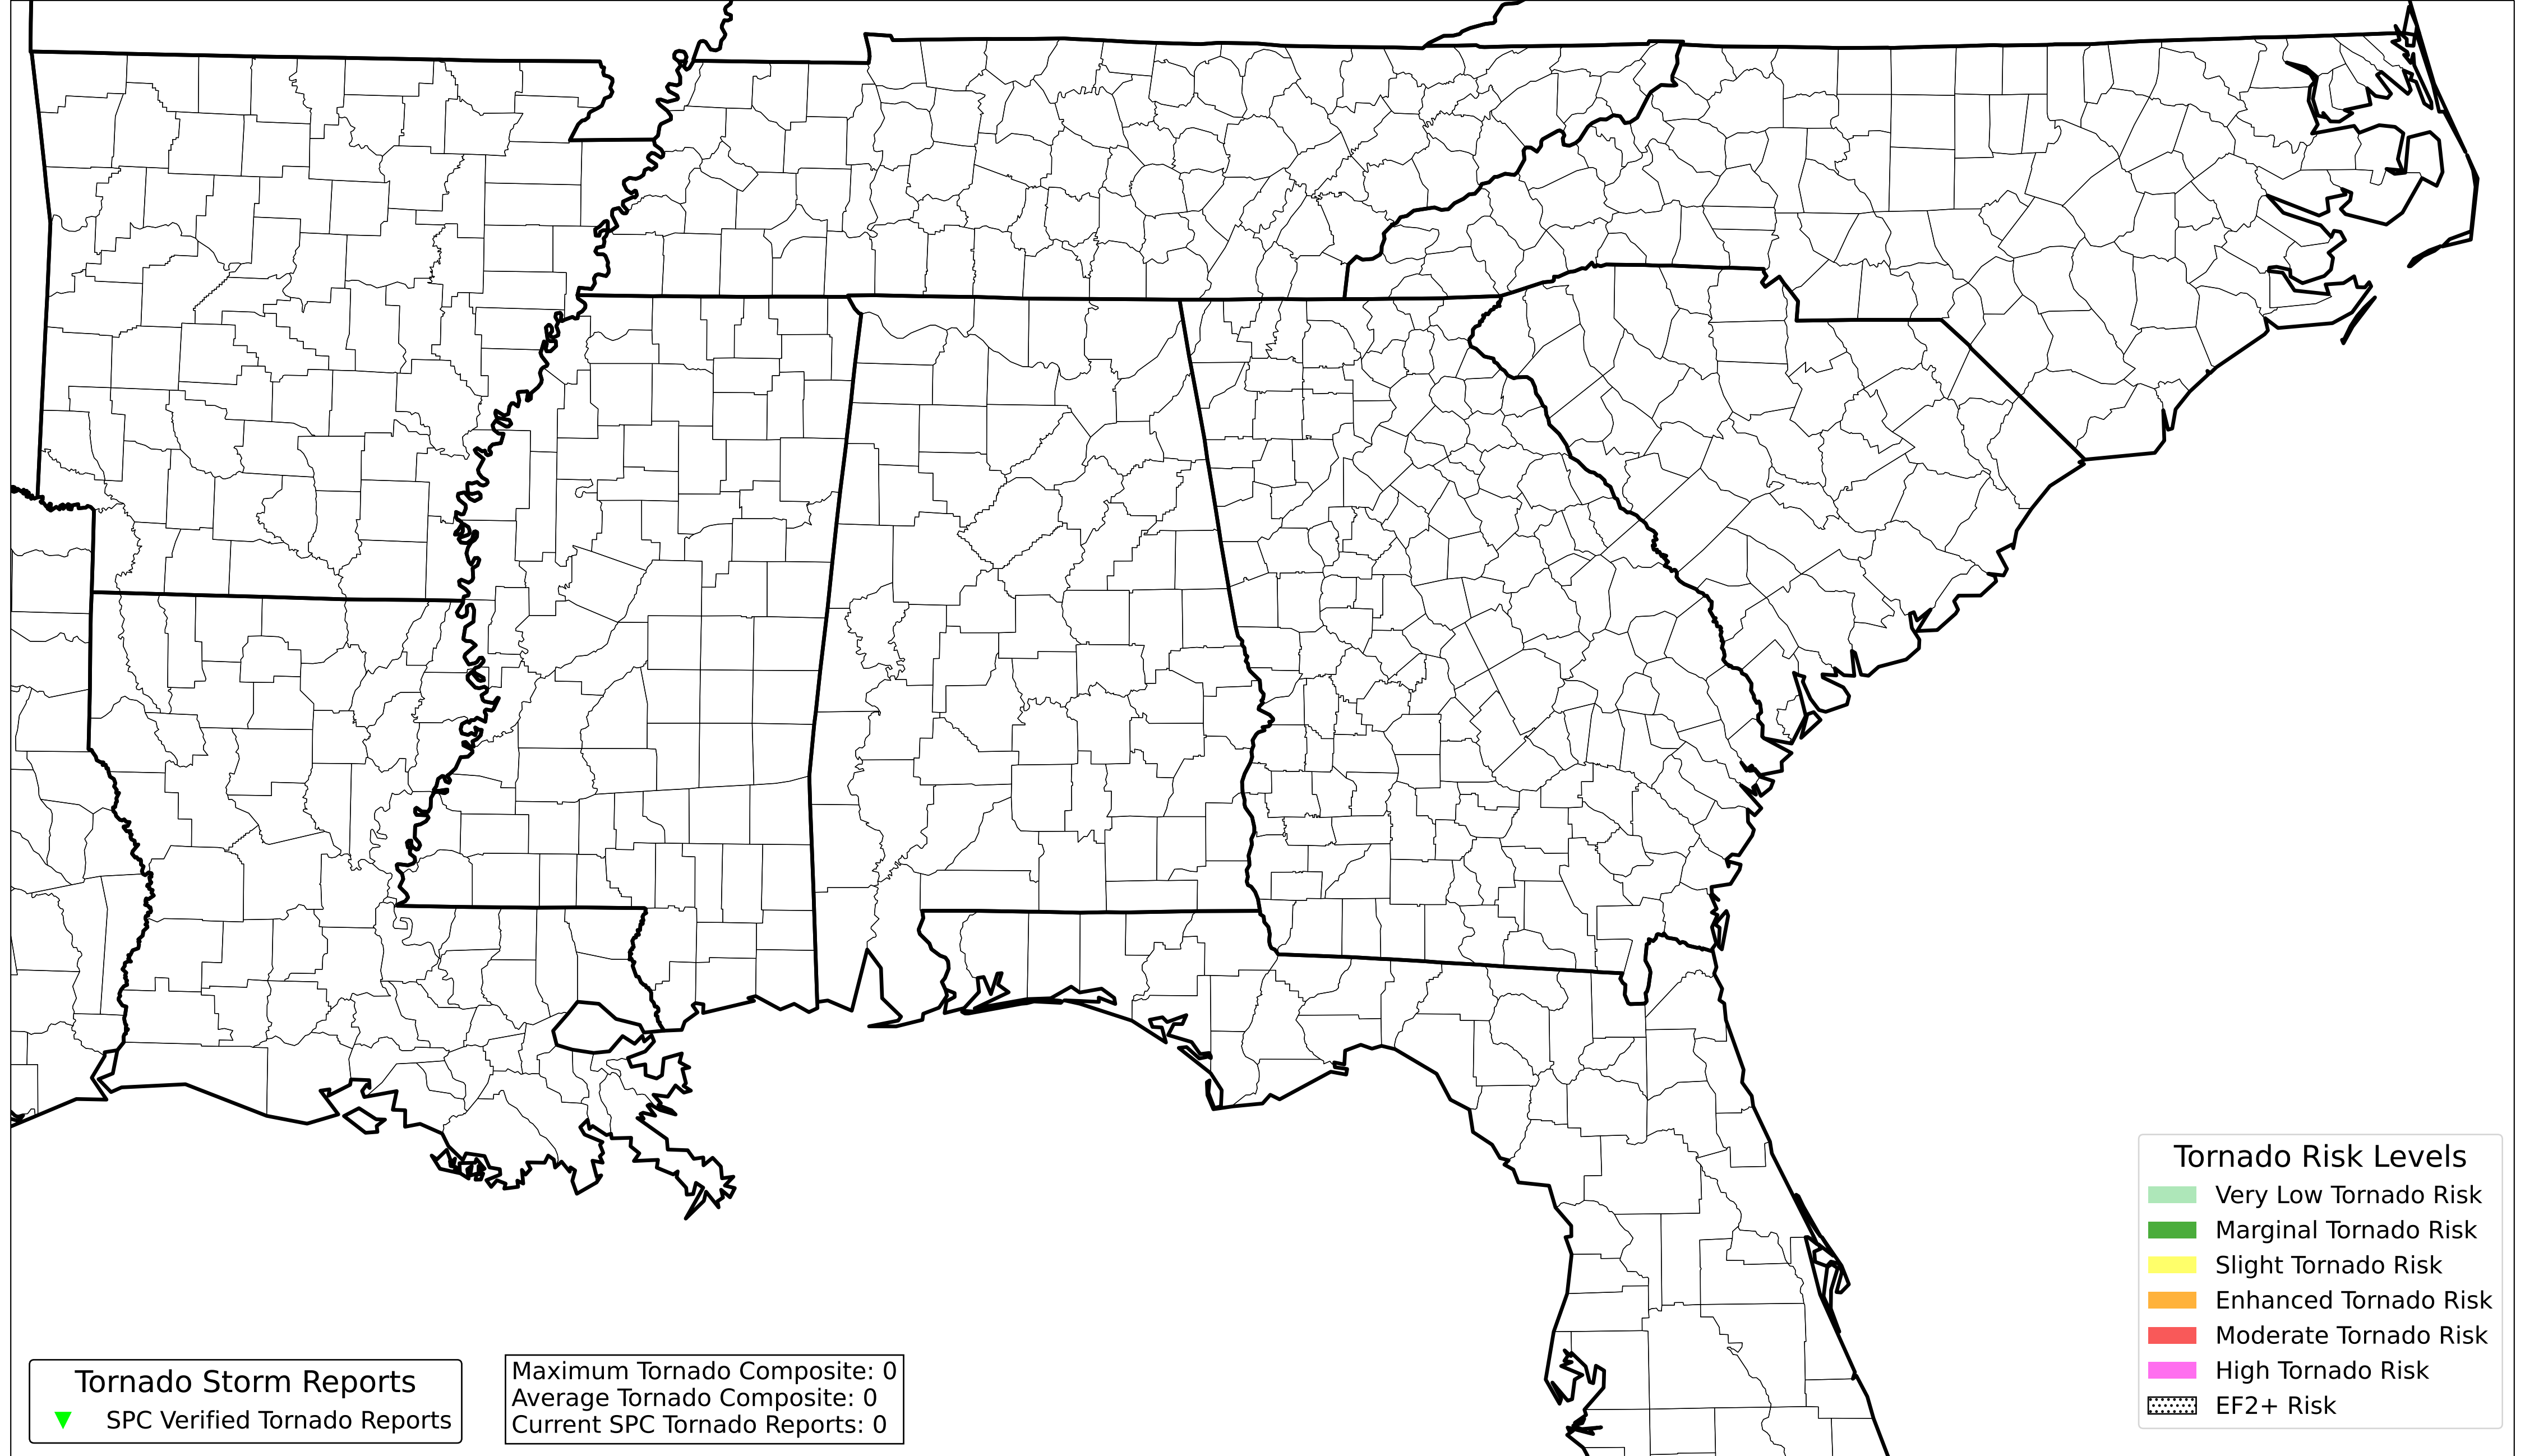 Tornado Risk Levels
Very Low Tornado Risk
Marginal Tornado Risk
Slight Tornado Risk
Enhanced Tornado Risk
Moderate Tornado Risk
High Tornado Risk
EF2+ Risk
Tornado Storm Reports
SPC Verified Tornado Reports
Maximum Tornado Composite: 0
Average Tornado Composite: 0
Current SPC Tornado Reports: 0